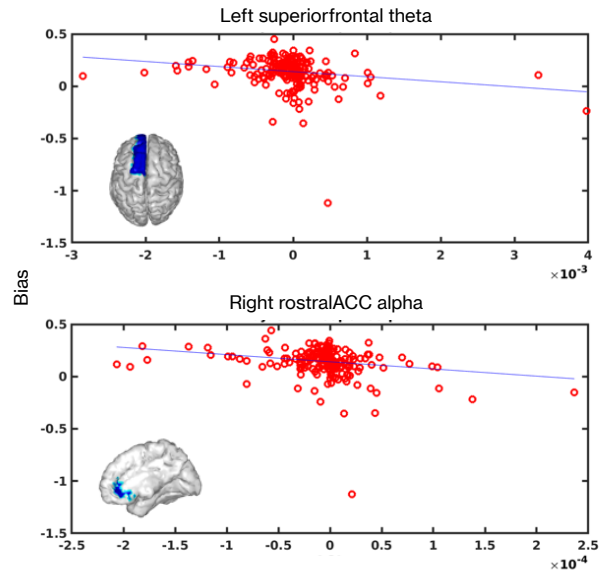 Left superiorfrontal theta
0.5
0
-0.5
-1
-1.5
-3 -2 -1 0 1 2 3 4
×10⁻³
Bias
Right rostralACC alpha
0.5
0
-0.5
-1
-1.5
-2.5 -2 -1.5 -1 -0.5 0 0.5 1 1.5 2 2.5
×10⁻⁴